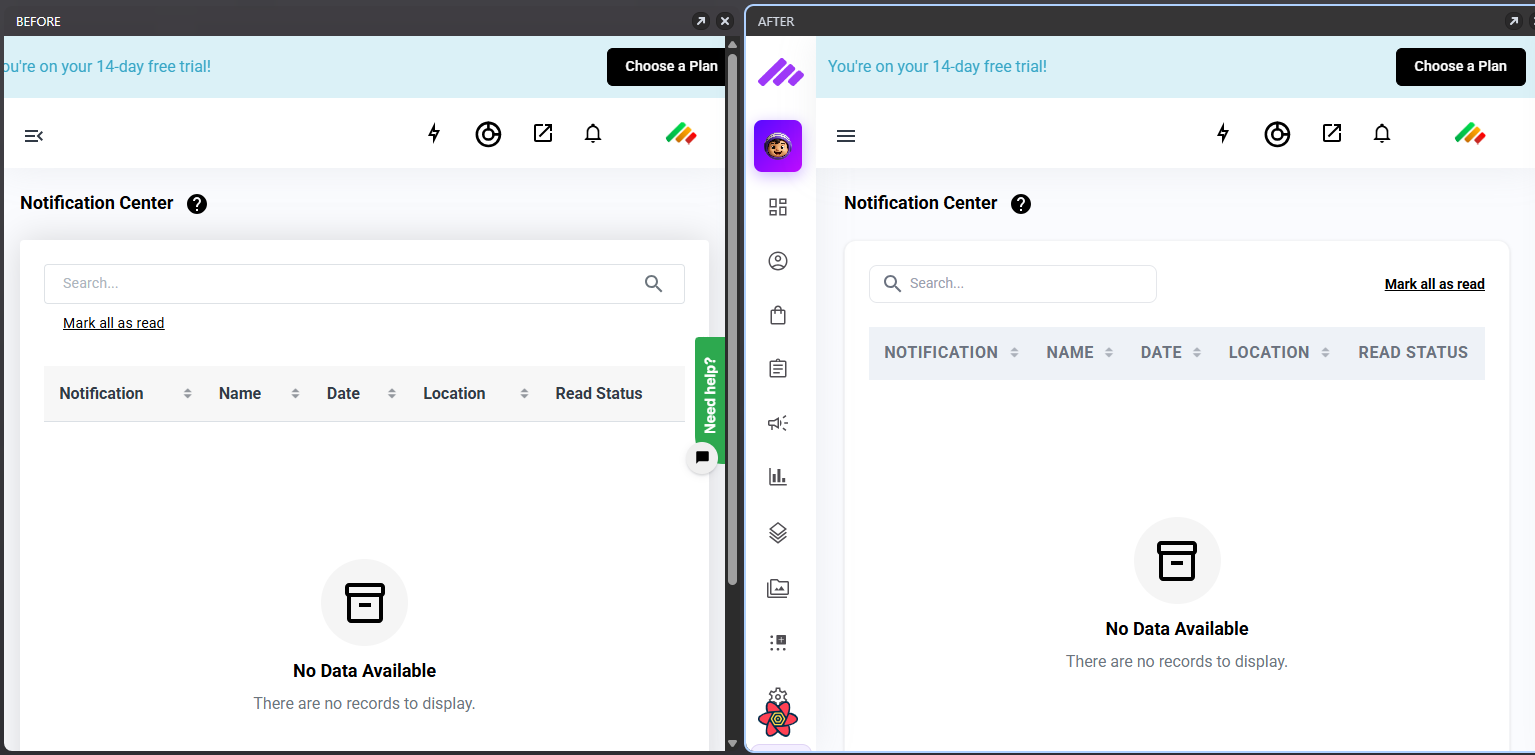 BEFORE
ou're on your 14-day free trial!
Choose a Plan
Notification Center
Search...
Mark all as read
Notification Name Date Location Read Status
Need help?
No Data Available
There are no records to display.
AFTER
You're on your 14-day free trial!
Choose a Plan
Notification Center
Search...
Mark all as read
NOTIFICATION NAME DATE LOCATION READ STATUS
No Data Available
There are no records to display.